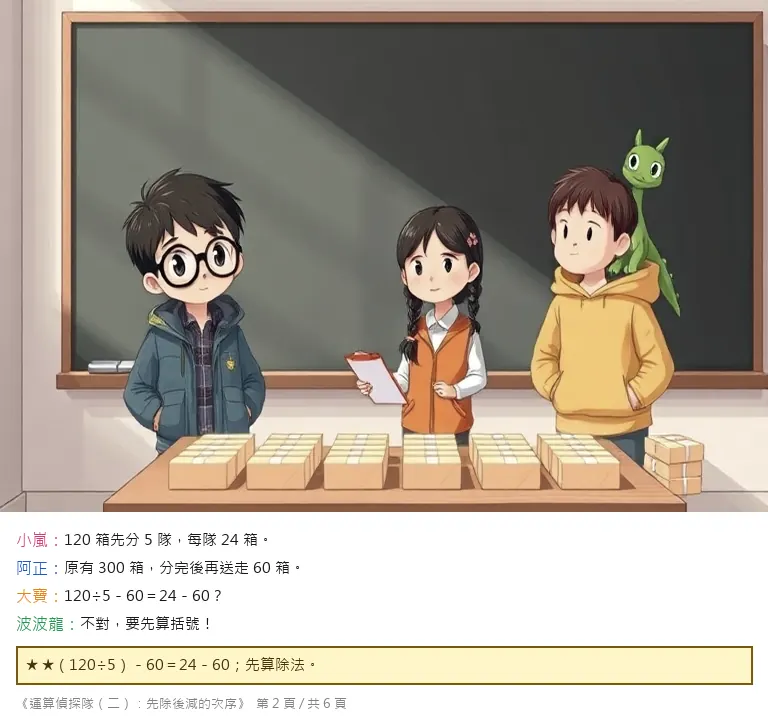 小嵐：120 箱先分 5 隊，每隊 24 箱。
阿正：原有 300 箱，分完後再送走 60 箱。
大寶：120÷5－60＝24－60？
波波龍：不對，要先算括號！
★★（120÷5）－60＝24－60；先算除法。
《運算偵探隊（二）：先除後減的次序》 第 2 頁 / 共 6 頁